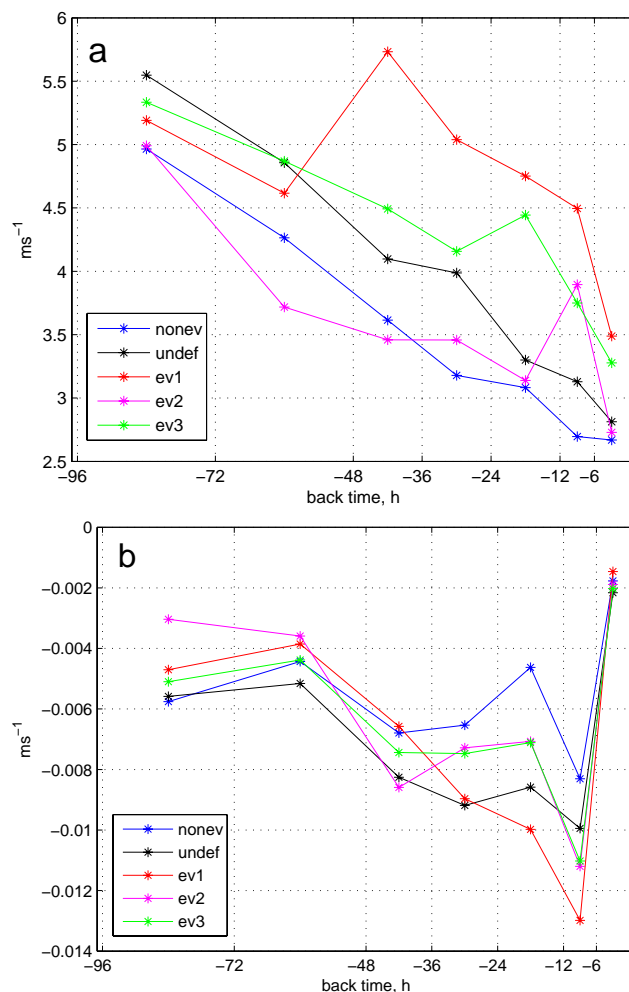 a
6
5.5
5
4.5
4
3.5
3
2.5
ms⁻¹
nonev
undef
ev1
ev2
ev3
−96 −72 −48 −36 −24 −12 −6
back time, h
b
0
−0.002
−0.004
−0.006
−0.008
−0.01
−0.012
−0.014
ms⁻¹
nonev
undef
ev1
ev2
ev3
−96 −72 −48 −36 −24 −12 −6
back time, h